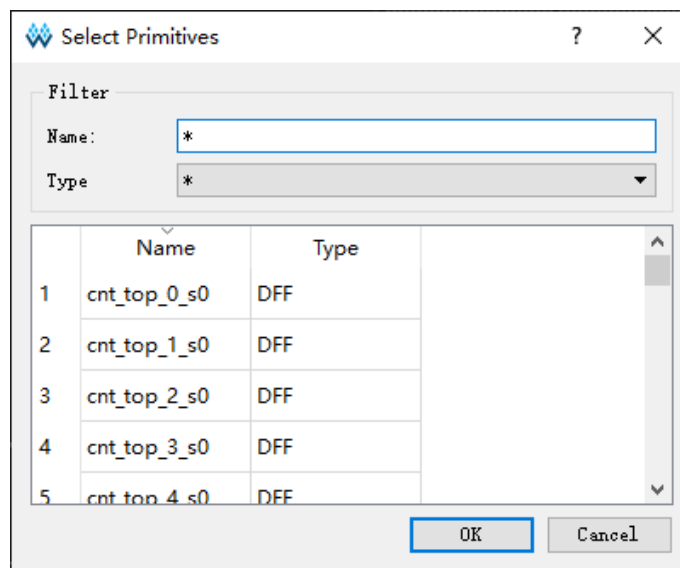 Select Primitives ? ×
Filter
Name: *
Type *
Name Type
1 cnt_top_0_s0 DFF
2 cnt_top_1_s0 DFF
3 cnt_top_2_s0 DFF
4 cnt_top_3_s0 DFF
5 cnt_top_4_s0 DFF
OK Cancel